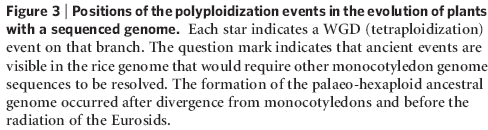 Figure 3 | Positions of the polyploidization events in the evolution of plants
with a sequenced genome. Each star indicates a WGD (tetraploidization)
event on that branch. The question mark indicates that ancient events are
visible in the rice genome that would require other monocotyledon genome
sequences to be resolved. The formation of the palaeo-hexaploid ancestral
genome occurred after divergence from monocotyledons and before the
radiation of the Eurosids.